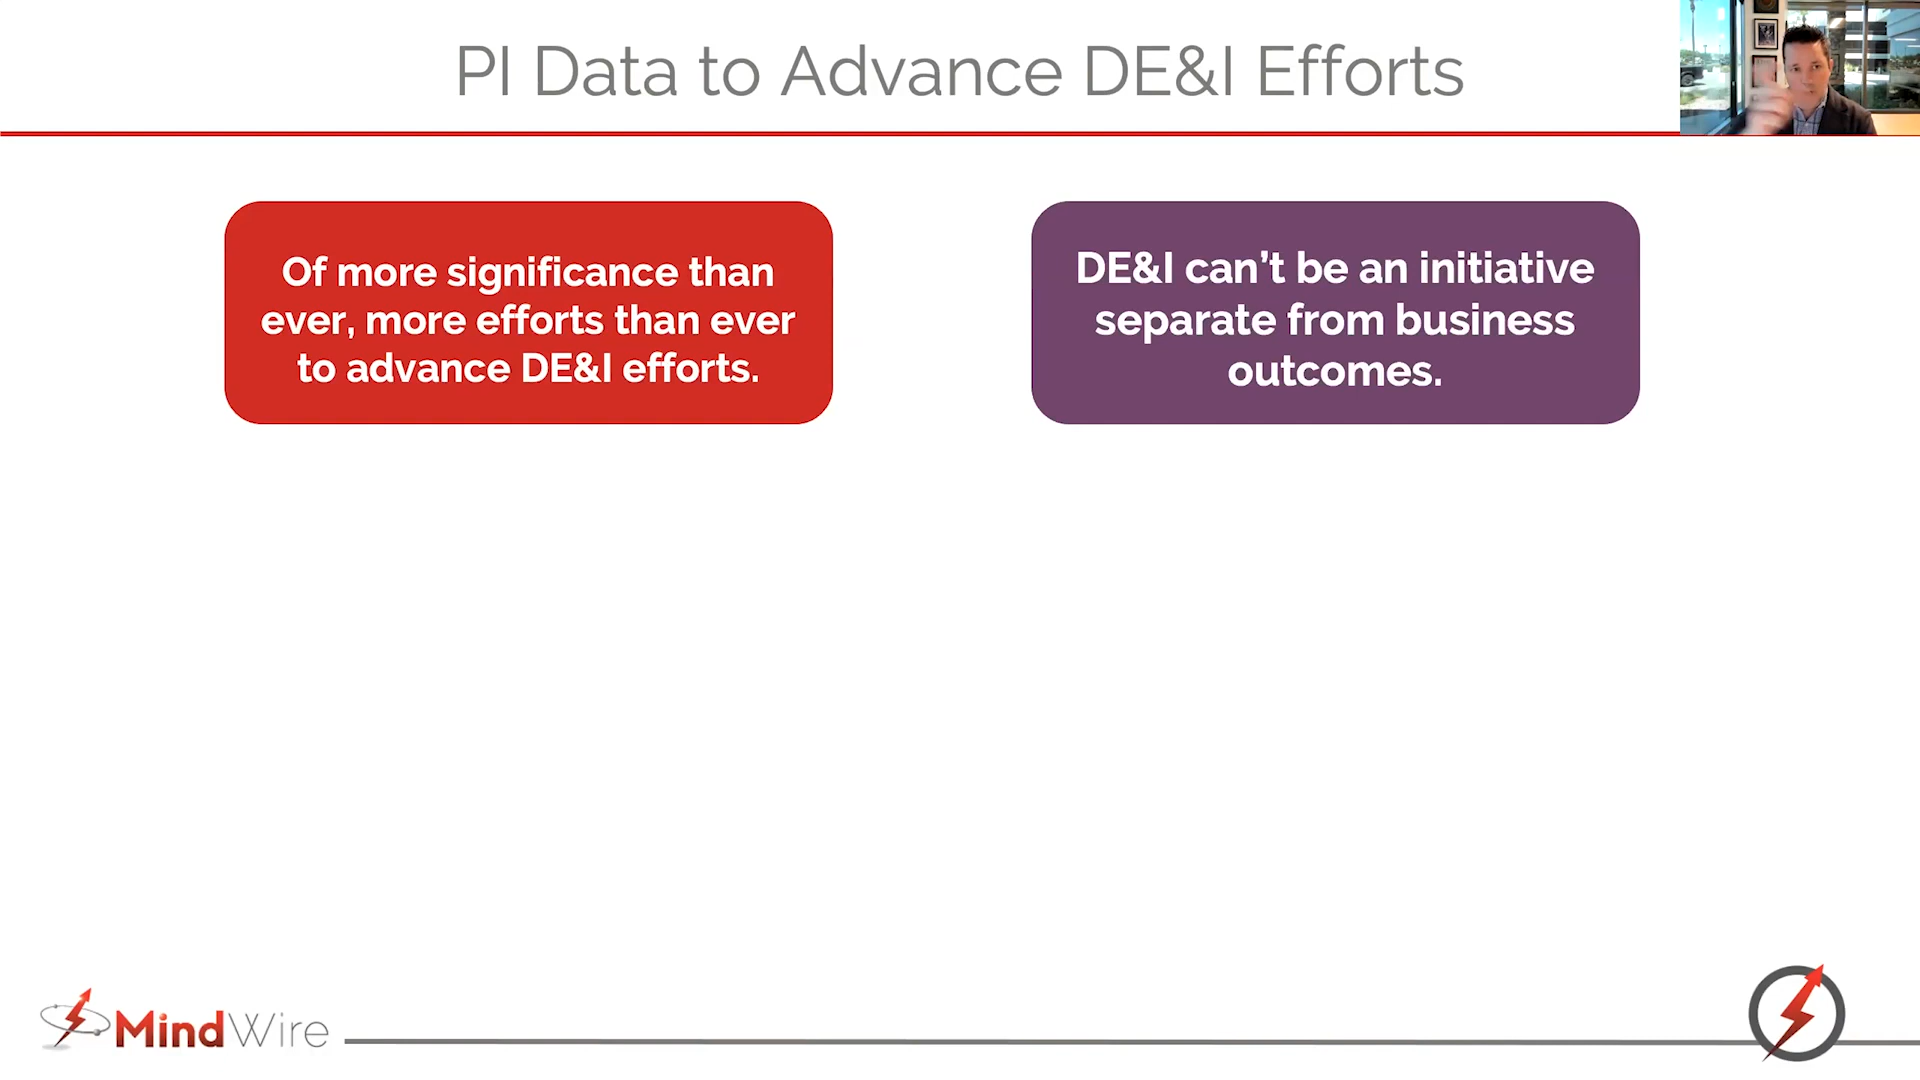 PI Data to Advance DE&I Efforts
Of more significance than
ever, more efforts than ever
to advance DE&I efforts.
DE&I can’t be an initiative
separate from business
outcomes.
MindWire